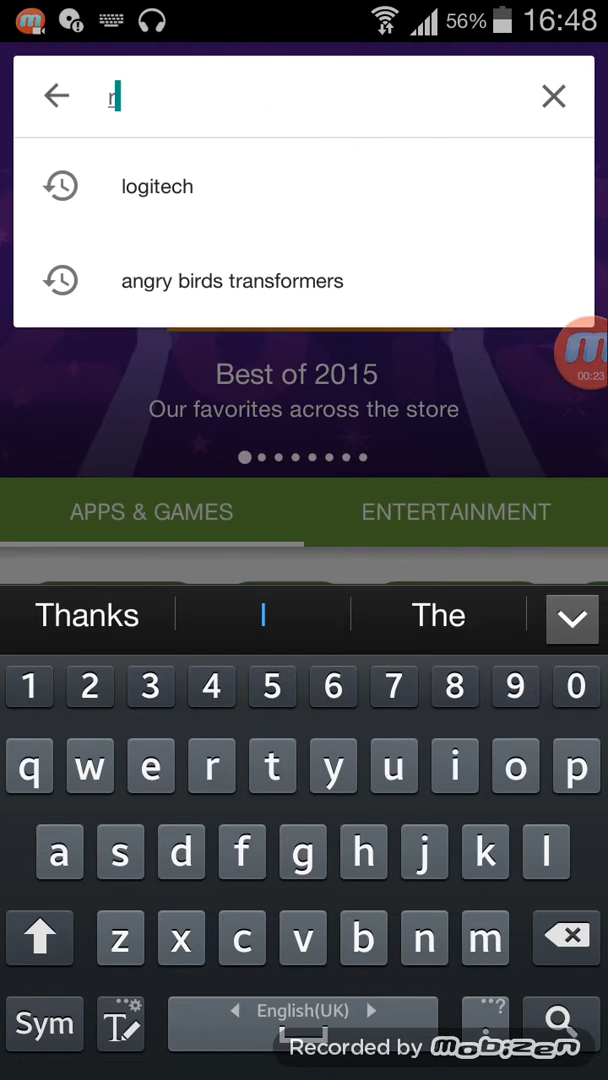 56% 16:48
r
logitech
angry birds transformers
00:23
Best of 2015
Our favorites across the store
APPS & GAMES ENTERTAINMENT
Thanks I The
1 2 3 4 5 6 7 8 9 0
q w e r t y u i o p
a s d f g h j k l
z x c v b n m
Sym T English(UK) ?
Recorded by mobizen